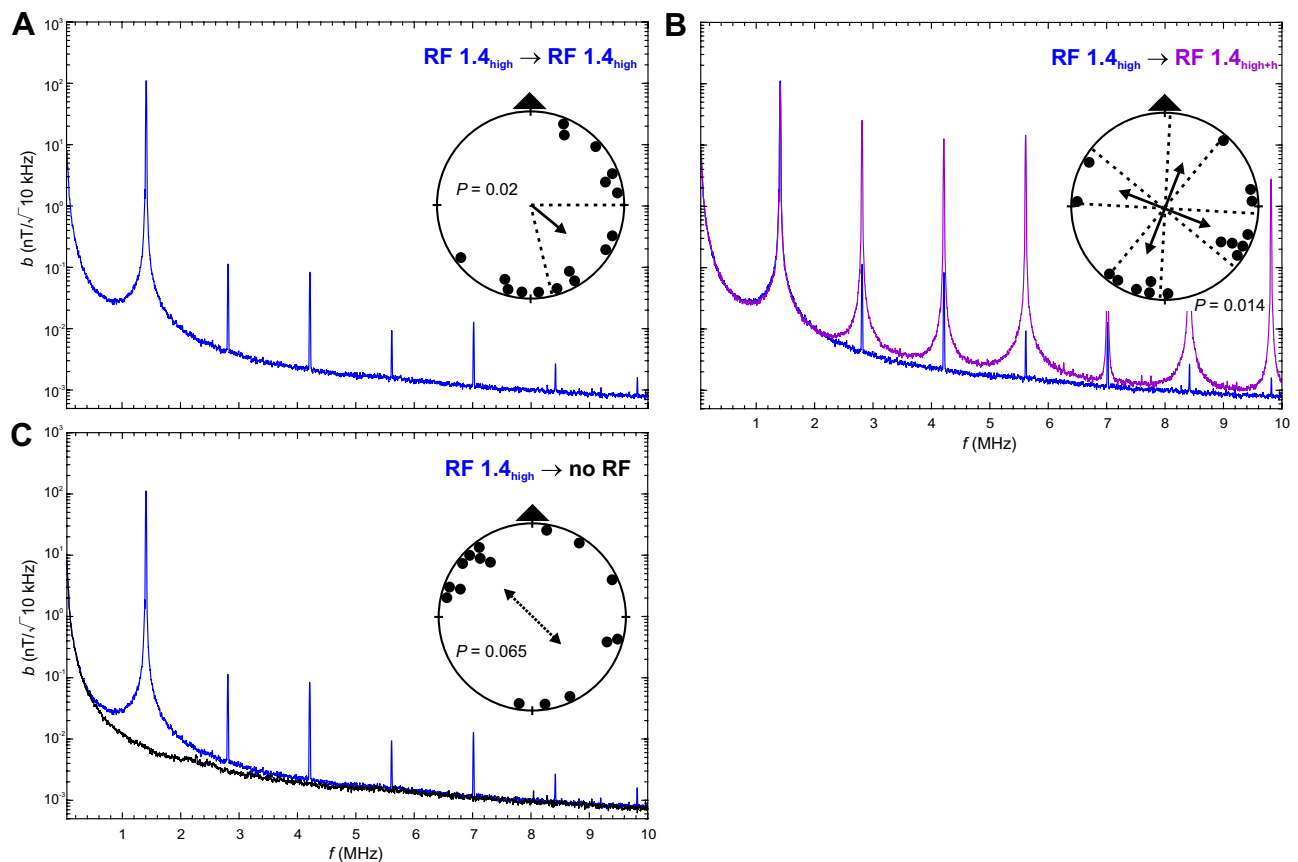 A
RF 1.4high → RF 1.4high
10³
10²
10¹
10⁰
10⁻¹
10⁻²
10⁻³
b (nT/√ 10 kHz)
P = 0.02
B
RF 1.4high → RF 1.4high+h
P = 0.014
1 2 3 4 5 6 7 8 9 10
f (MHz)
C
RF 1.4high → no RF
10³
10²
10¹
10⁰
10⁻¹
10⁻²
10⁻³
b (nT/√ 10 kHz)
P = 0.065
1 2 3 4 5 6 7 8 9 10
f (MHz)